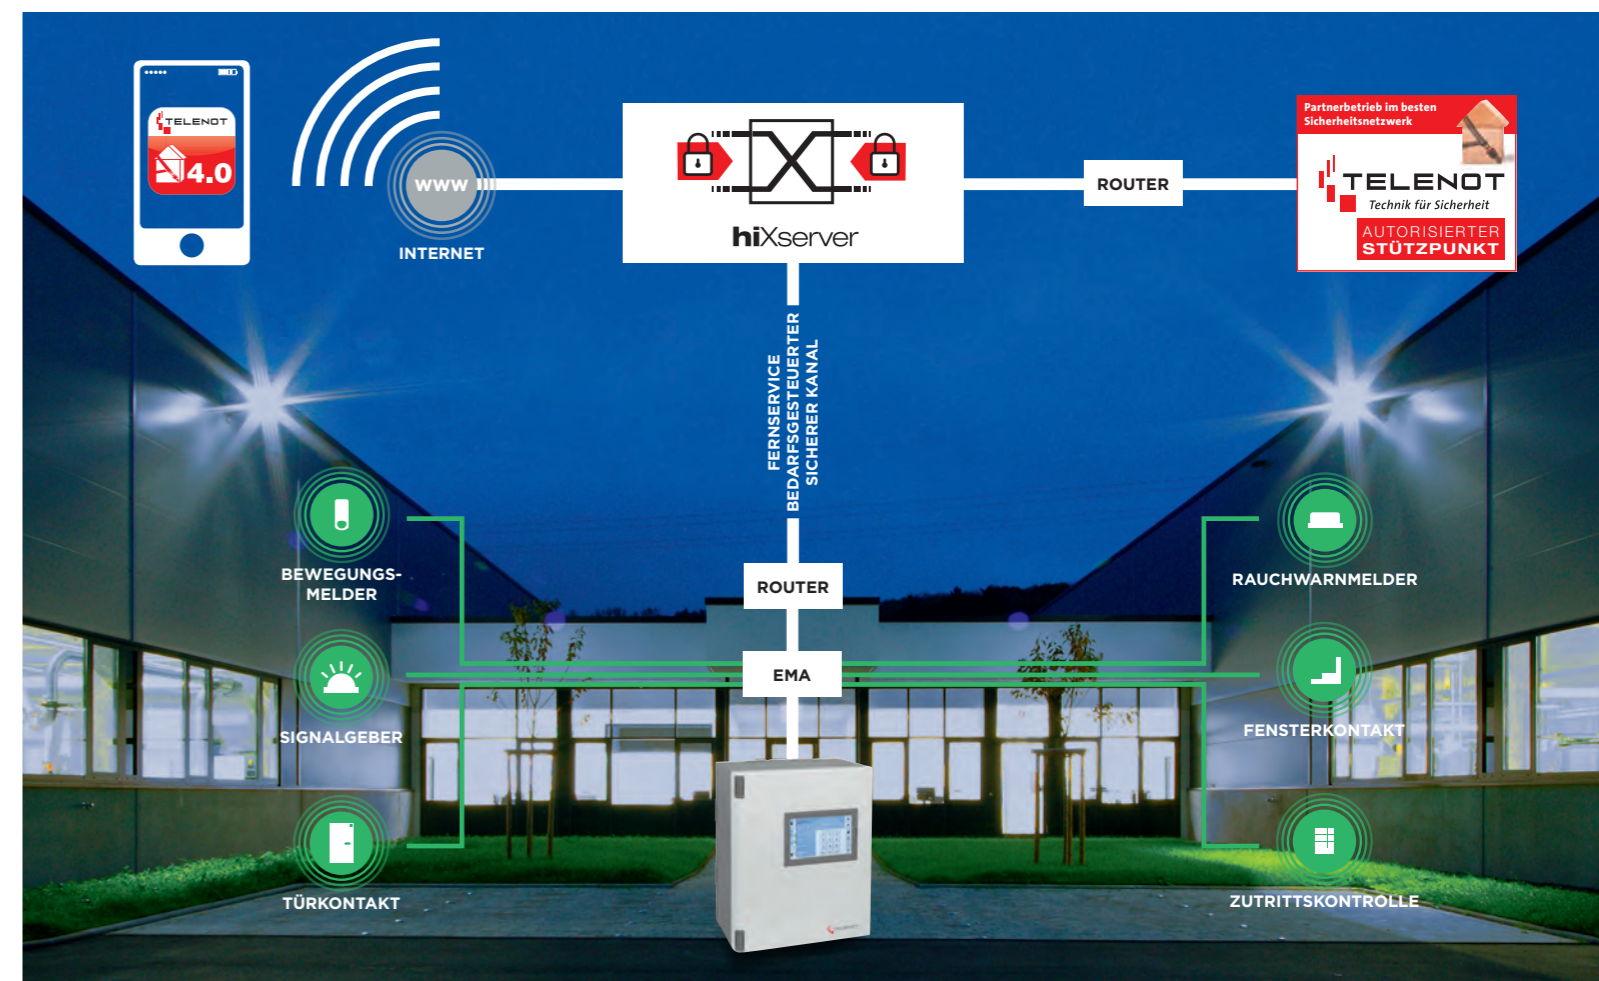 TELENOT
4.0
WWW
INTERNET
hiXserver
ROUTER
Partnerbetrieb im besten
Sicherheitsnetzwerk
TELENOT
Technik für Sicherheit
AUTORISIERTER
STÜTZPUNKT
FERNSERVICE
BEDARFSGESTEUERTER
SICHERER KANAL
ROUTER
EMA
BEWEGUNGS-
MELDER
SIGNALGEBER
TÜRKONTAKT
RAUCHWARNMELDER
FENSTERKONTAKT
ZUTRITTSKONTROLLE